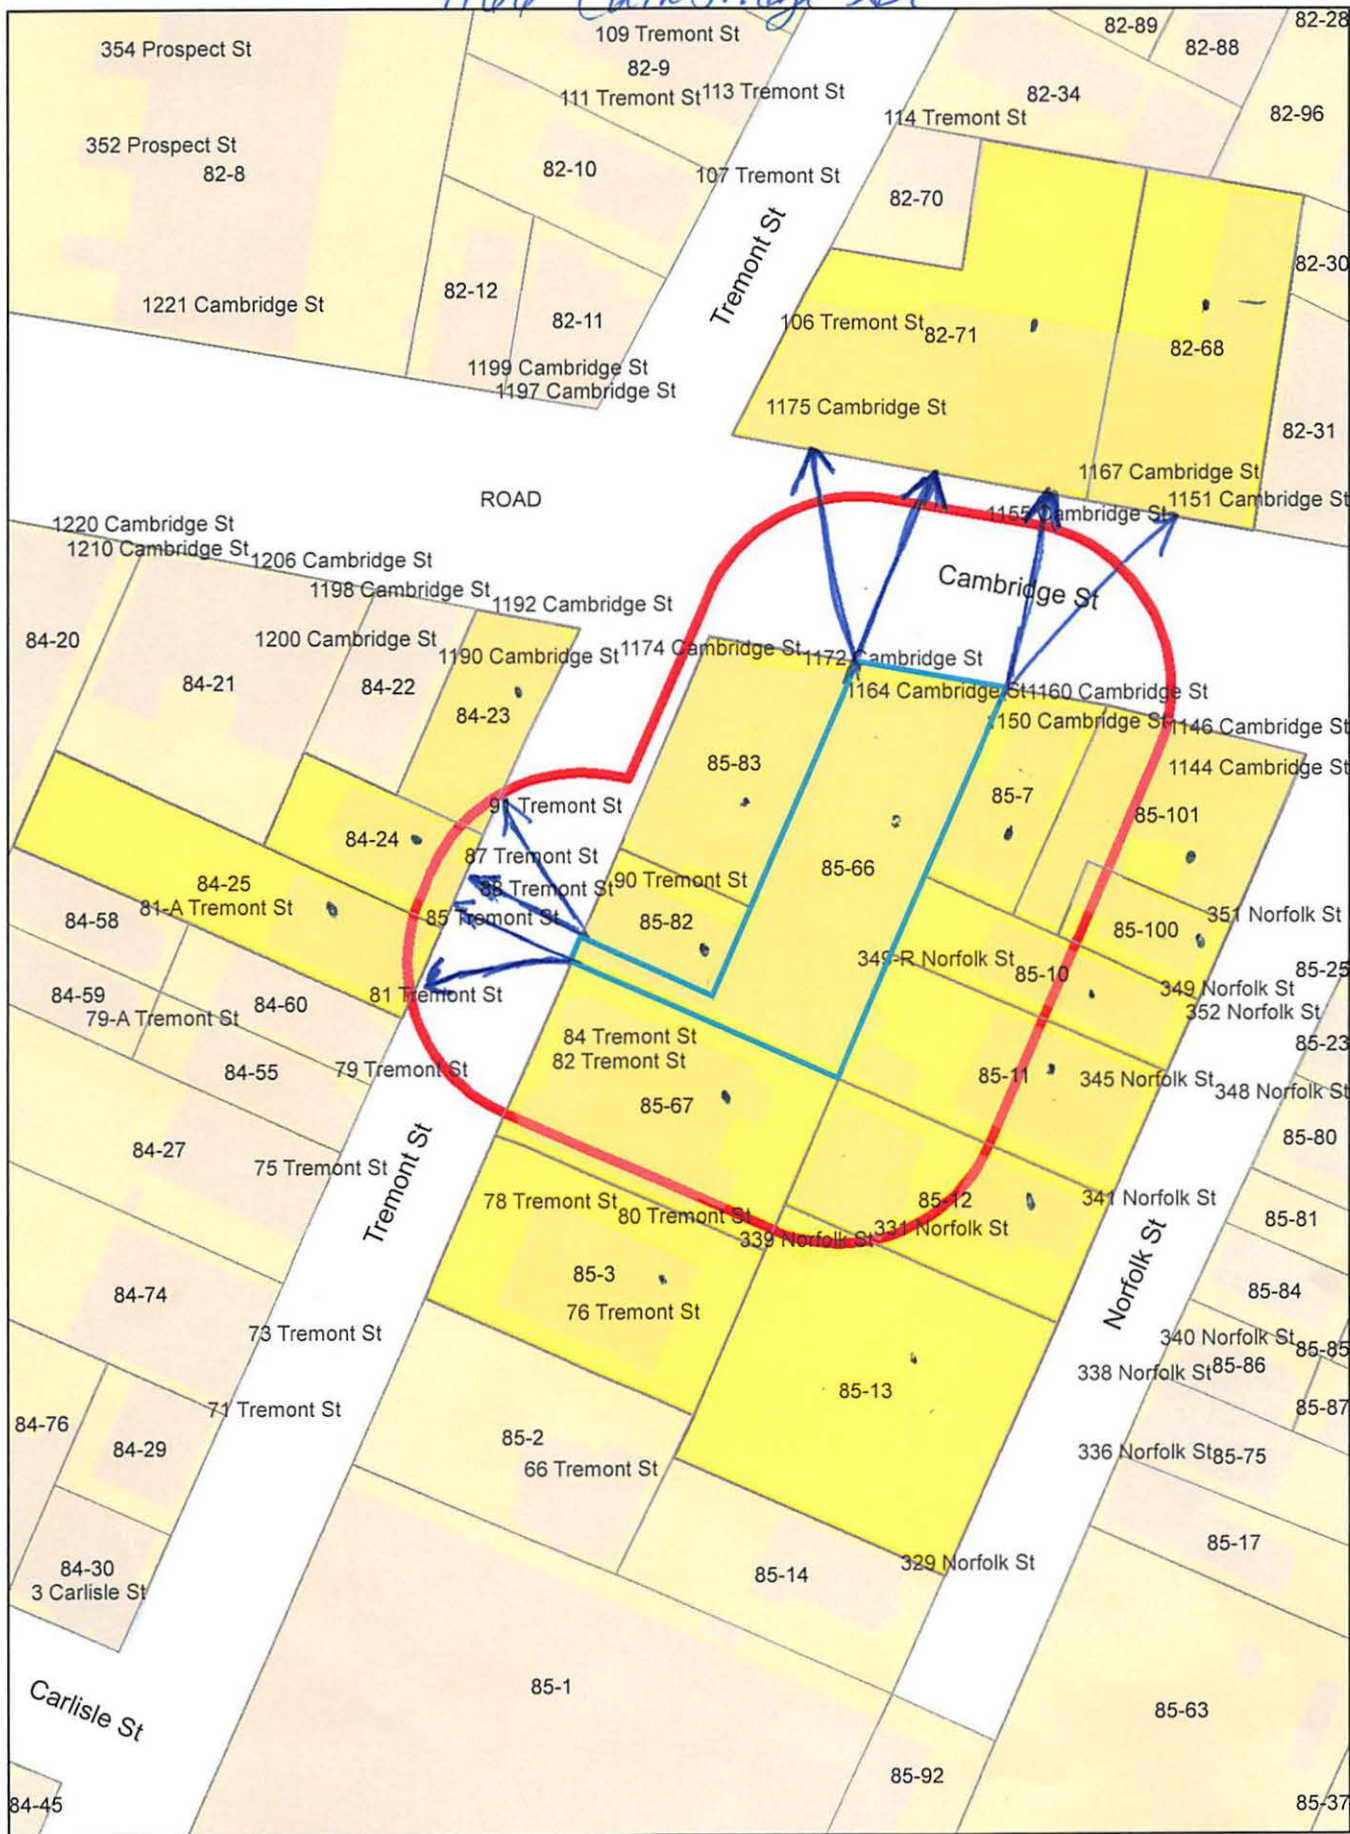 1164 Cambridge St
82-28
82-89
354 Prospect St
109 Tremont St
82-88
82-9
113 Tremont St
82-34
111 Tremont St
82-96
114 Tremont St
352 Prospect St
82-8
82-10
107 Tremont St
82-70
Tremont St
82-30
82-12
1221 Cambridge St
82-11
106 Tremont St
82-71
82-68
1199 Cambridge St
1197 Cambridge St
1175 Cambridge St
82-31
1167 Cambridge St
ROAD
1151 Cambridge St
1155 Cambridge St
1220 Cambridge St
1210 Cambridge St
1206 Cambridge St
Cambridge St
1198 Cambridge St
1192 Cambridge St
84-20
1200 Cambridge St
1190 Cambridge St
1174 Cambridge St
1172 Cambridge St
84-21
84-22
1164 Cambridge St
1160 Cambridge St
84-23
1150 Cambridge St
1146 Cambridge St
85-83
1144 Cambridge St
85-7
91 Tremont St
85-101
84-24
87 Tremont St
85-66
84-25
88 Tremont St
90 Tremont St
81-A Tremont St
85 Tremont St
85-82
84-58
85-100
351 Norfolk St
349-R Norfolk St
85-10
85-25
84-59
84-60
81 Tremont St
349 Norfolk St
79-A Tremont St
352 Norfolk St
84 Tremont St
85-23
82 Tremont St
84-55
79 Tremont St
85-11
345 Norfolk St
348 Norfolk St
85-67
85-80
84-27
75 Tremont St
Tremont St
78 Tremont St
80 Tremont St
85-12
341 Norfolk St
85-81
339 Norfolk St
331 Norfolk St
85-3
Norfolk St
85-84
84-74
76 Tremont St
73 Tremont St
340 Norfolk St
85-85
338 Norfolk St
85-86
85-13
71 Tremont St
85-87
84-76
84-29
85-2
66 Tremont St
336 Norfolk St
85-75
85-17
84-30
3 Carlisle St
85-14
329 Norfolk St
85-1
Carlisle St
85-63
85-92
84-45
85-37